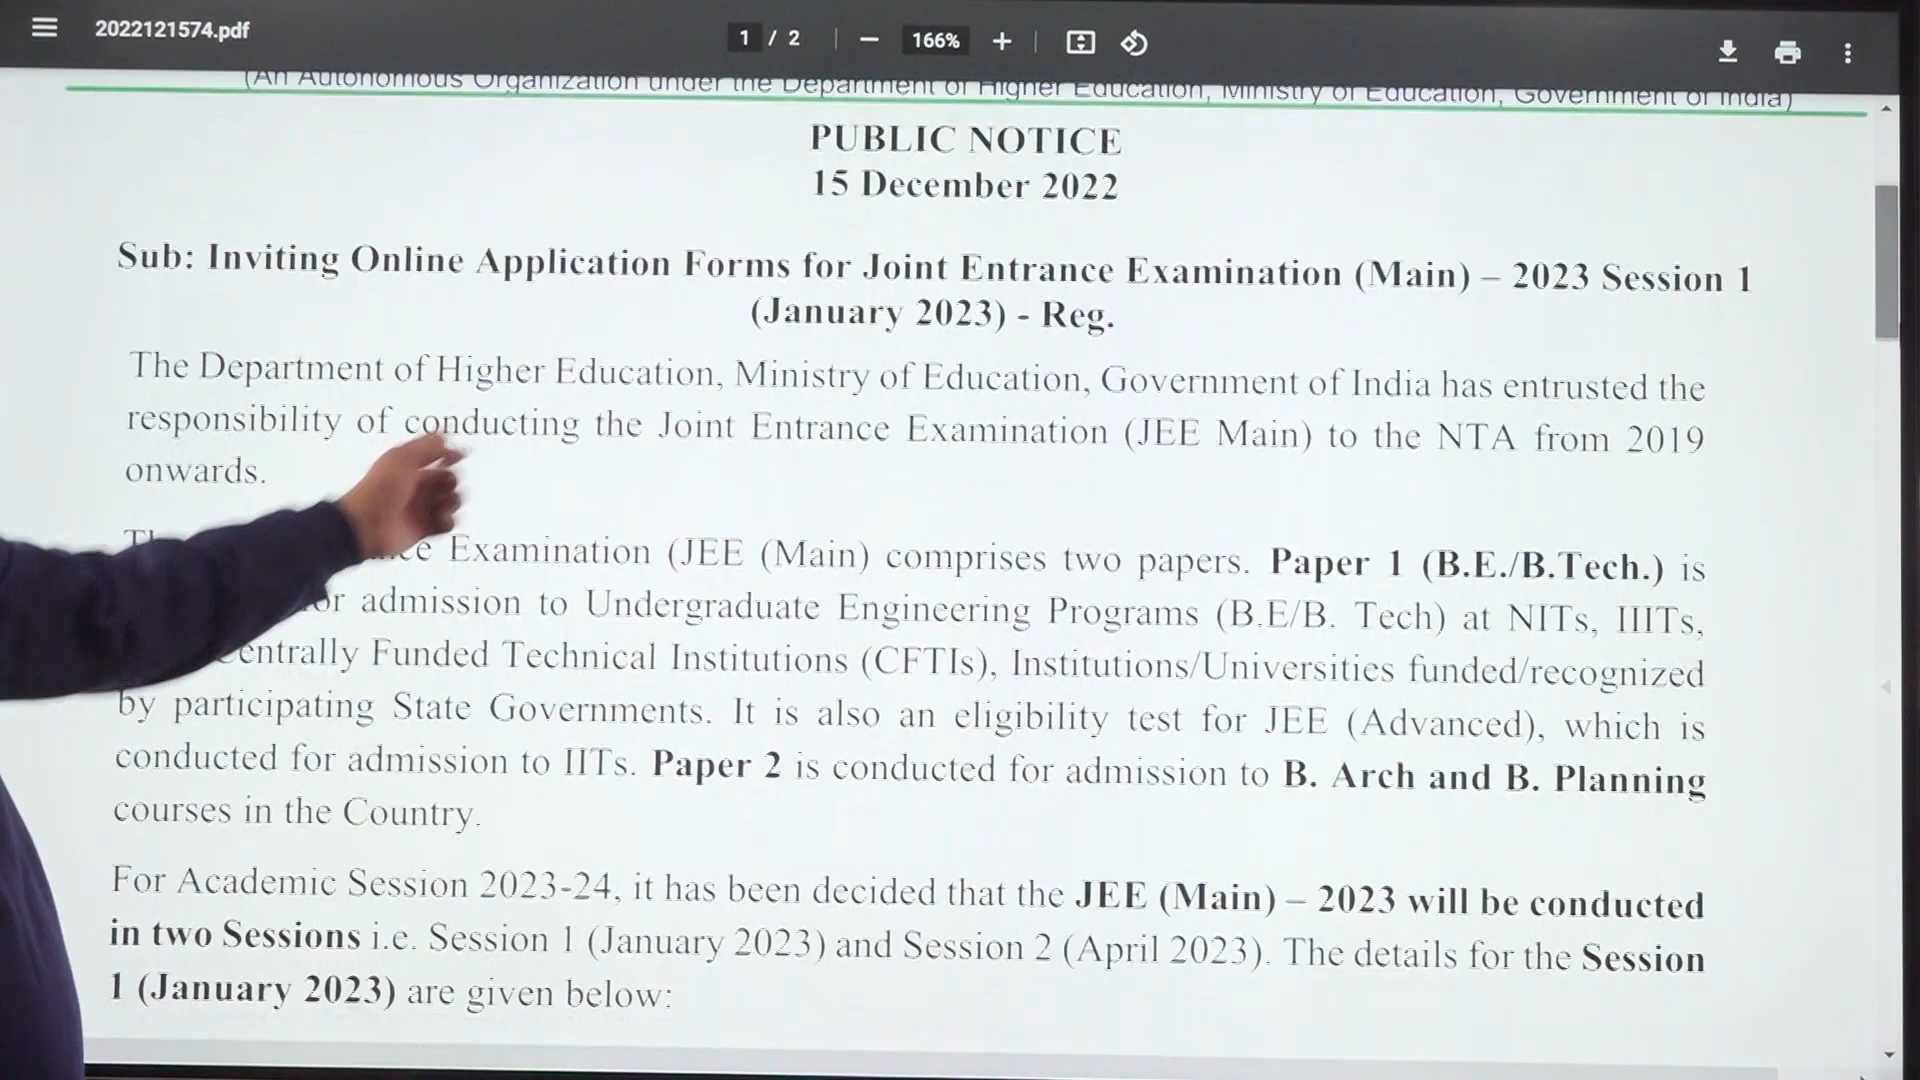 2022121574.pdf
1 / 2
166%
(An Autonomous Organization under the Department of Higher Education, Ministry of Education, Government of India)
PUBLIC NOTICE
15 December 2022
Sub: Inviting Online Application Forms for Joint Entrance Examination (Main) – 2023 Session 1
(January 2023) - Reg.
The Department of Higher Education, Ministry of Education, Government of India has entrusted the
responsibility of conducting the Joint Entrance Examination (JEE Main) to the NTA from 2019
onwards.
Examination (JEE (Main) comprises two papers. Paper 1 (B.E./B.Tech.) is
admission to Undergraduate Engineering Programs (B.E/B. Tech) at NITs, IIITs,
Centrally Funded Technical Institutions (CFTIs), Institutions/Universities funded/recognized
by participating State Governments. It is also an eligibility test for JEE (Advanced), which is
conducted for admission to IITs. Paper 2 is conducted for admission to B. Arch and B. Planning
courses in the Country.
For Academic Session 2023-24, it has been decided that the JEE (Main) – 2023 will be conducted
in two Sessions i.e. Session 1 (January 2023) and Session 2 (April 2023). The details for the Session
1 (January 2023) are given below: